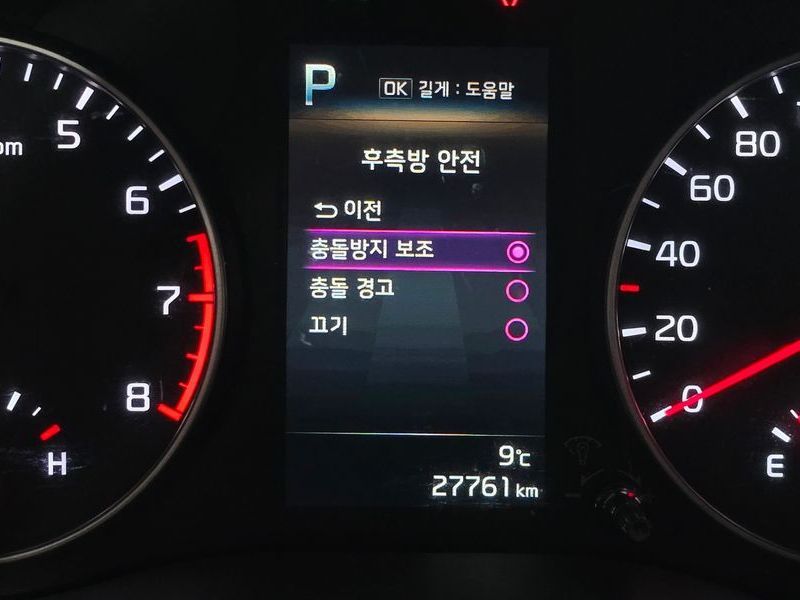 P
OK 길게 : 도움말
후측방 안전
이전
충돌방지 보조
충돌 경고
끄기
9℃
27761 km
5
6
7
8
H
80
60
40
20
0
E